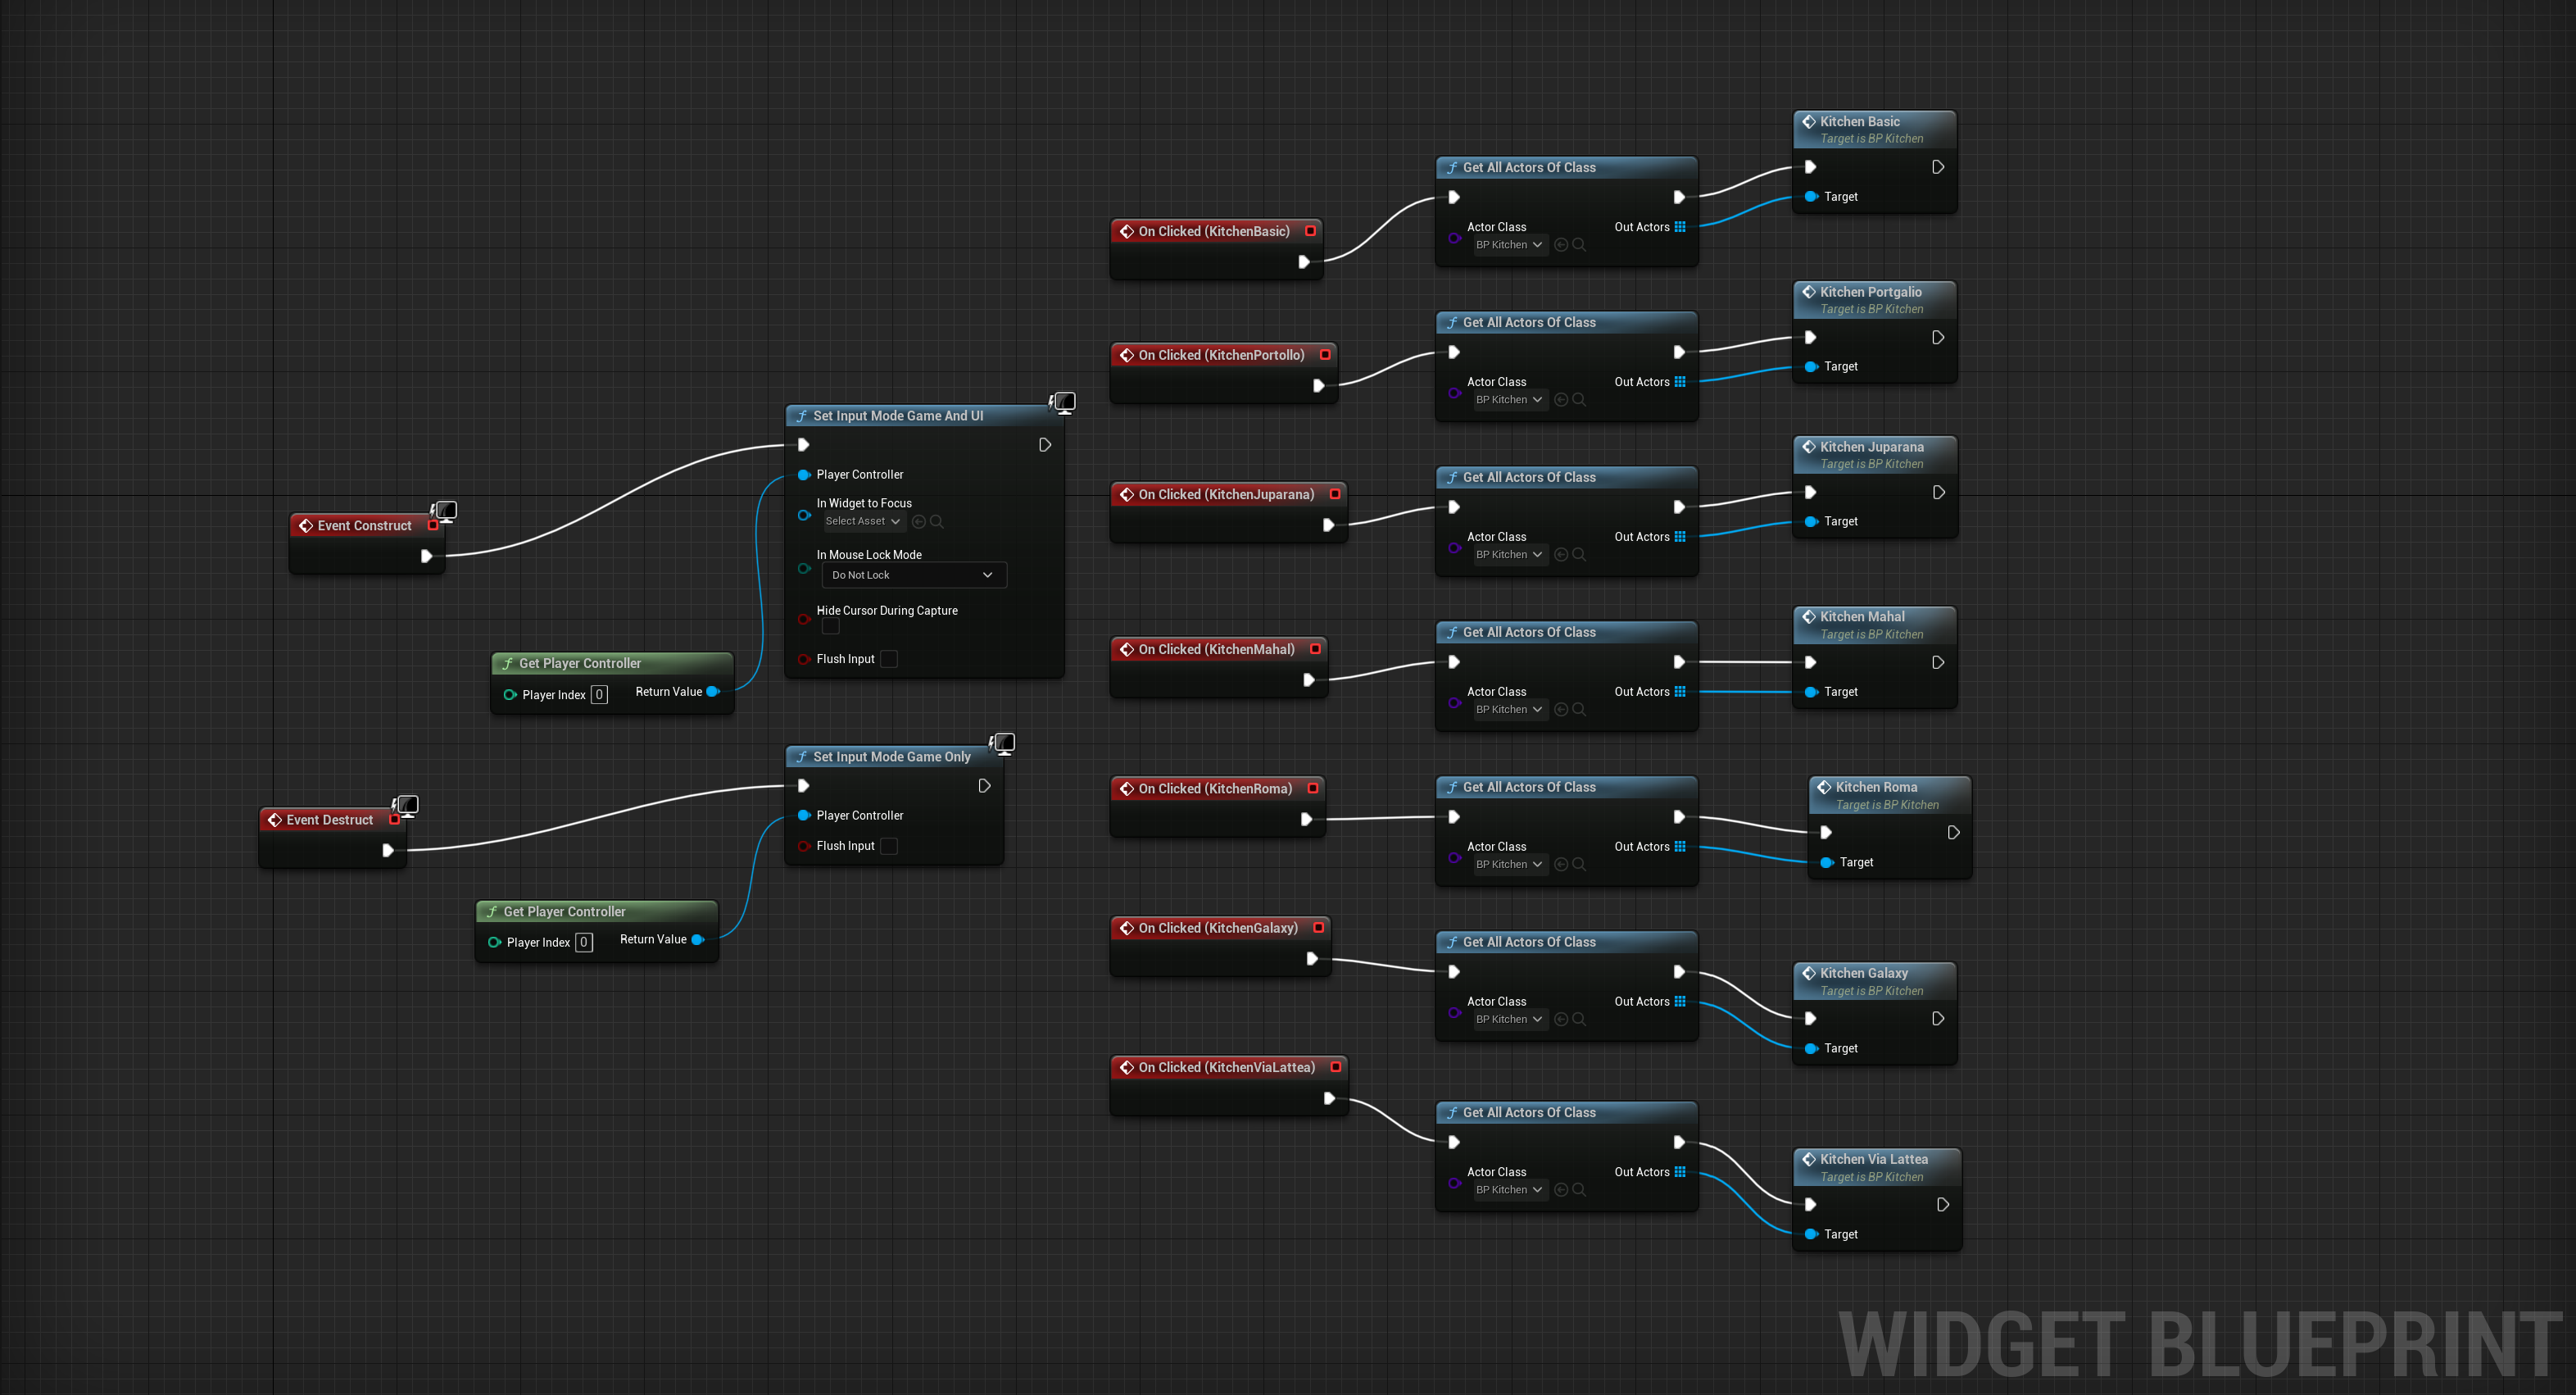 Event Construct
Set Input Mode Game And UI
Player Controller
In Widget to Focus
Select Asset
In Mouse Lock Mode
Do Not Lock
Hide Cursor During Capture
Flush Input
Get Player Controller
Player Index 0 Return Value
Event Destruct
Set Input Mode Game Only
Player Controller
Flush Input
Get Player Controller
Player Index 0 Return Value
On Clicked (KitchenBasic)
Get All Actors Of Class
Actor Class Out Actors
BP Kitchen
Kitchen Basic
Target is BP Kitchen
Target
On Clicked (KitchenPortollo)
Get All Actors Of Class
Actor Class Out Actors
BP Kitchen
Kitchen Portgalio
Target is BP Kitchen
Target
On Clicked (KitchenJuparana)
Get All Actors Of Class
Actor Class Out Actors
BP Kitchen
Kitchen Juparana
Target is BP Kitchen
Target
On Clicked (KitchenMahal)
Get All Actors Of Class
Actor Class Out Actors
BP Kitchen
Kitchen Mahal
Target is BP Kitchen
Target
On Clicked (KitchenRoma)
Get All Actors Of Class
Actor Class Out Actors
BP Kitchen
Kitchen Roma
Target is BP Kitchen
Target
On Clicked (KitchenGalaxy)
Get All Actors Of Class
Actor Class Out Actors
BP Kitchen
Kitchen Galaxy
Target is BP Kitchen
Target
On Clicked (KitchenViaLattea)
Get All Actors Of Class
Actor Class Out Actors
BP Kitchen
Kitchen Via Lattea
Target is BP Kitchen
Target
WIDGET BLUEPRINT